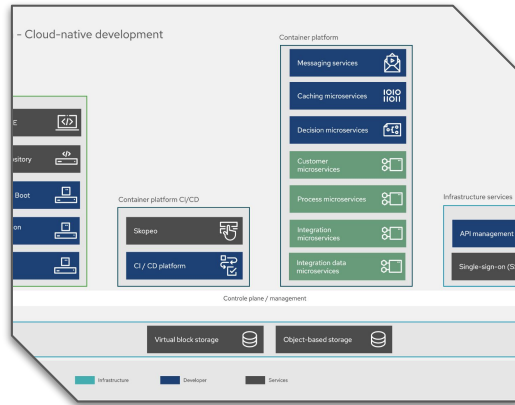 - Cloud-native development
E
ository
Boot
on
Container platform CI/CD
Skopeo
CI / CD platform
Container platform
Messaging services
Caching microservices
Decision microservices
Customer
microservices
Process microservices
Integration
microservices
Integration data
microservices
Infrastructure services
API management
Single-sign-on (S
Controle plane / management
Virtual block storage
Object-based storage
Infrastructure
Developer
Services